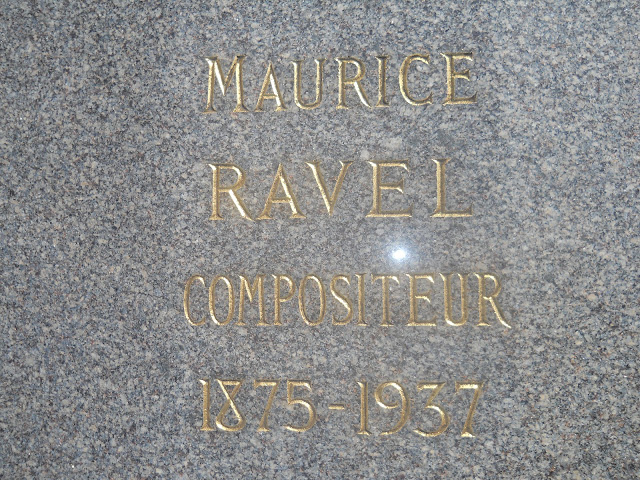 MAURICE
RAVEL
COMPOSITEUR
1875-1937